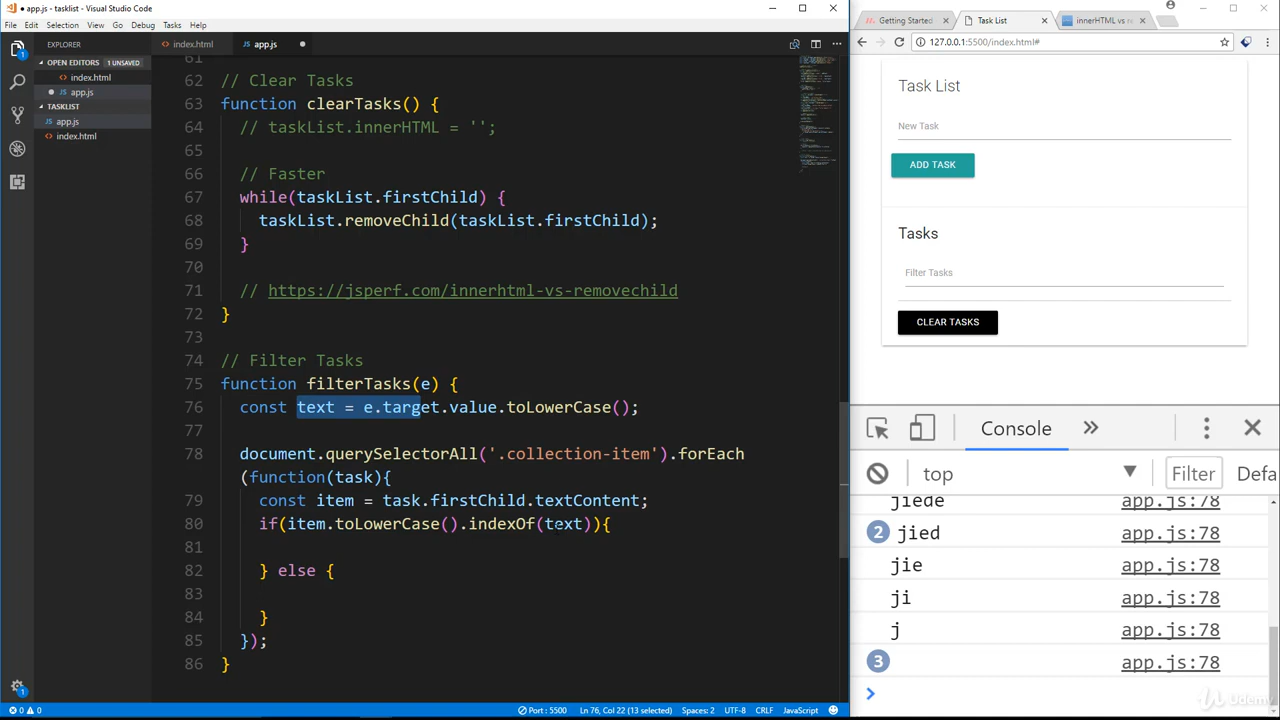 app.js - tasklist - Visual Studio Code
File Edit Selection View Go Debug Tasks Help
EXPLORER
OPEN EDITORS 1 UNSAVED
index.html
app.js
TASKLIST
app.js
index.html
index.html
app.js
61
62 // Clear Tasks
63 function clearTasks() {
64 // taskList.innerHTML = '';
65
66 // Faster
67 while(taskList.firstChild) {
68 taskList.removeChild(taskList.firstChild);
69 }
70
71 // https://jsperf.com/innerhtml-vs-removechild
72 }
73
74 // Filter Tasks
75 function filterTasks(e) {
76 const text = e.target.value.toLowerCase();
77
78 document.querySelectorAll('.collection-item').forEach
(function(task){
79 const item = task.firstChild.textContent;
80 if(item.toLowerCase().indexOf(text)){
81
82 } else {
83
84 }
85 });
86 }
0 0
Port : 5500 Ln 76, Col 22 (13 selected) Spaces: 2 UTF-8 CRLF JavaScript
Getting Started
Task List
innerHTML vs r
127.0.0.1:5500/index.html#
Task List
New Task
ADD TASK
Tasks
Filter Tasks
CLEAR TASKS
Console
top Filter Defa
jiede app.js:78
2 jied app.js:78
jie app.js:78
ji app.js:78
j app.js:78
3 app.js:78
Udemy